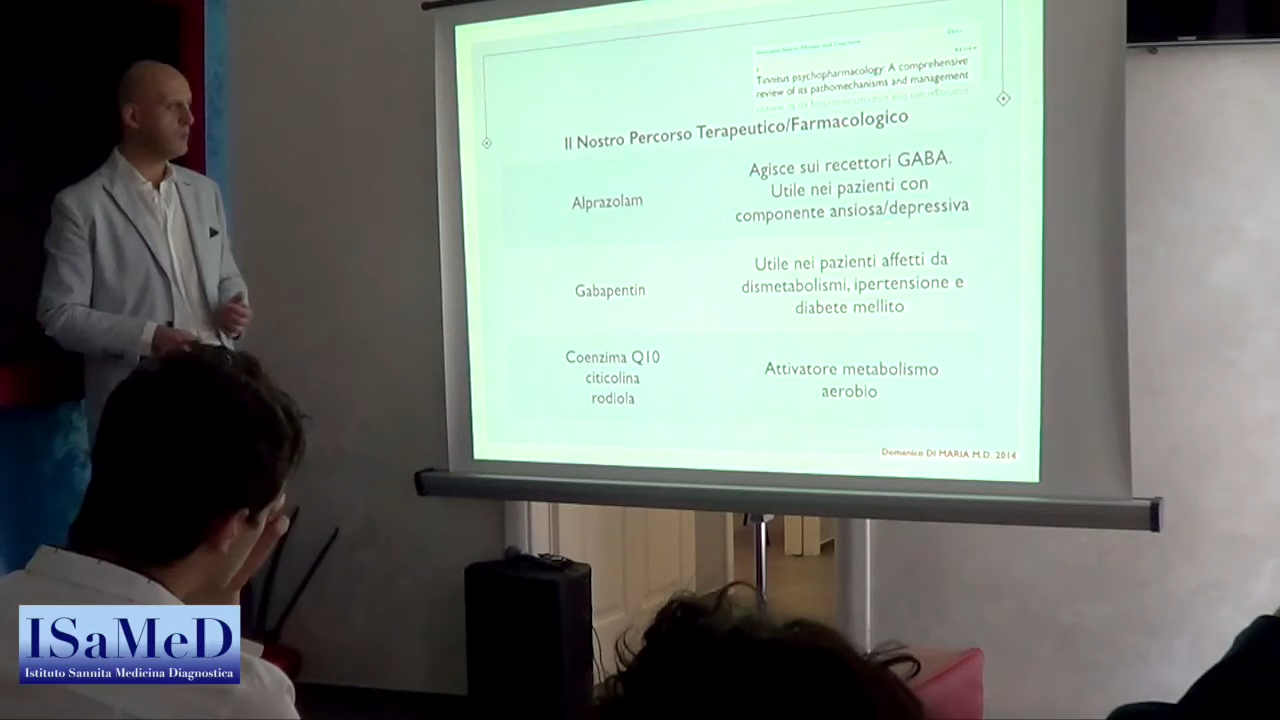 Tinnitus psychopharmacology: A comprehensive
review of its pathomechanisms and management
Il Nostro Percorso Terapeutico/Farmacologico
Alprazolam
Agisce sui recettori GABA.
Utile nei pazienti con
componente ansiosa/depressiva
Gabapentin
Utile nei pazienti affetti da
dismetabolismi, ipertensione e
diabete mellito
Coenzima Q10
citicolina
rodiola
Attivatore metabolismo
aerobio
Domenico DI MARIA M.D. 2014
ISaMeD
Istituto Sannita Medicina Diagnostica